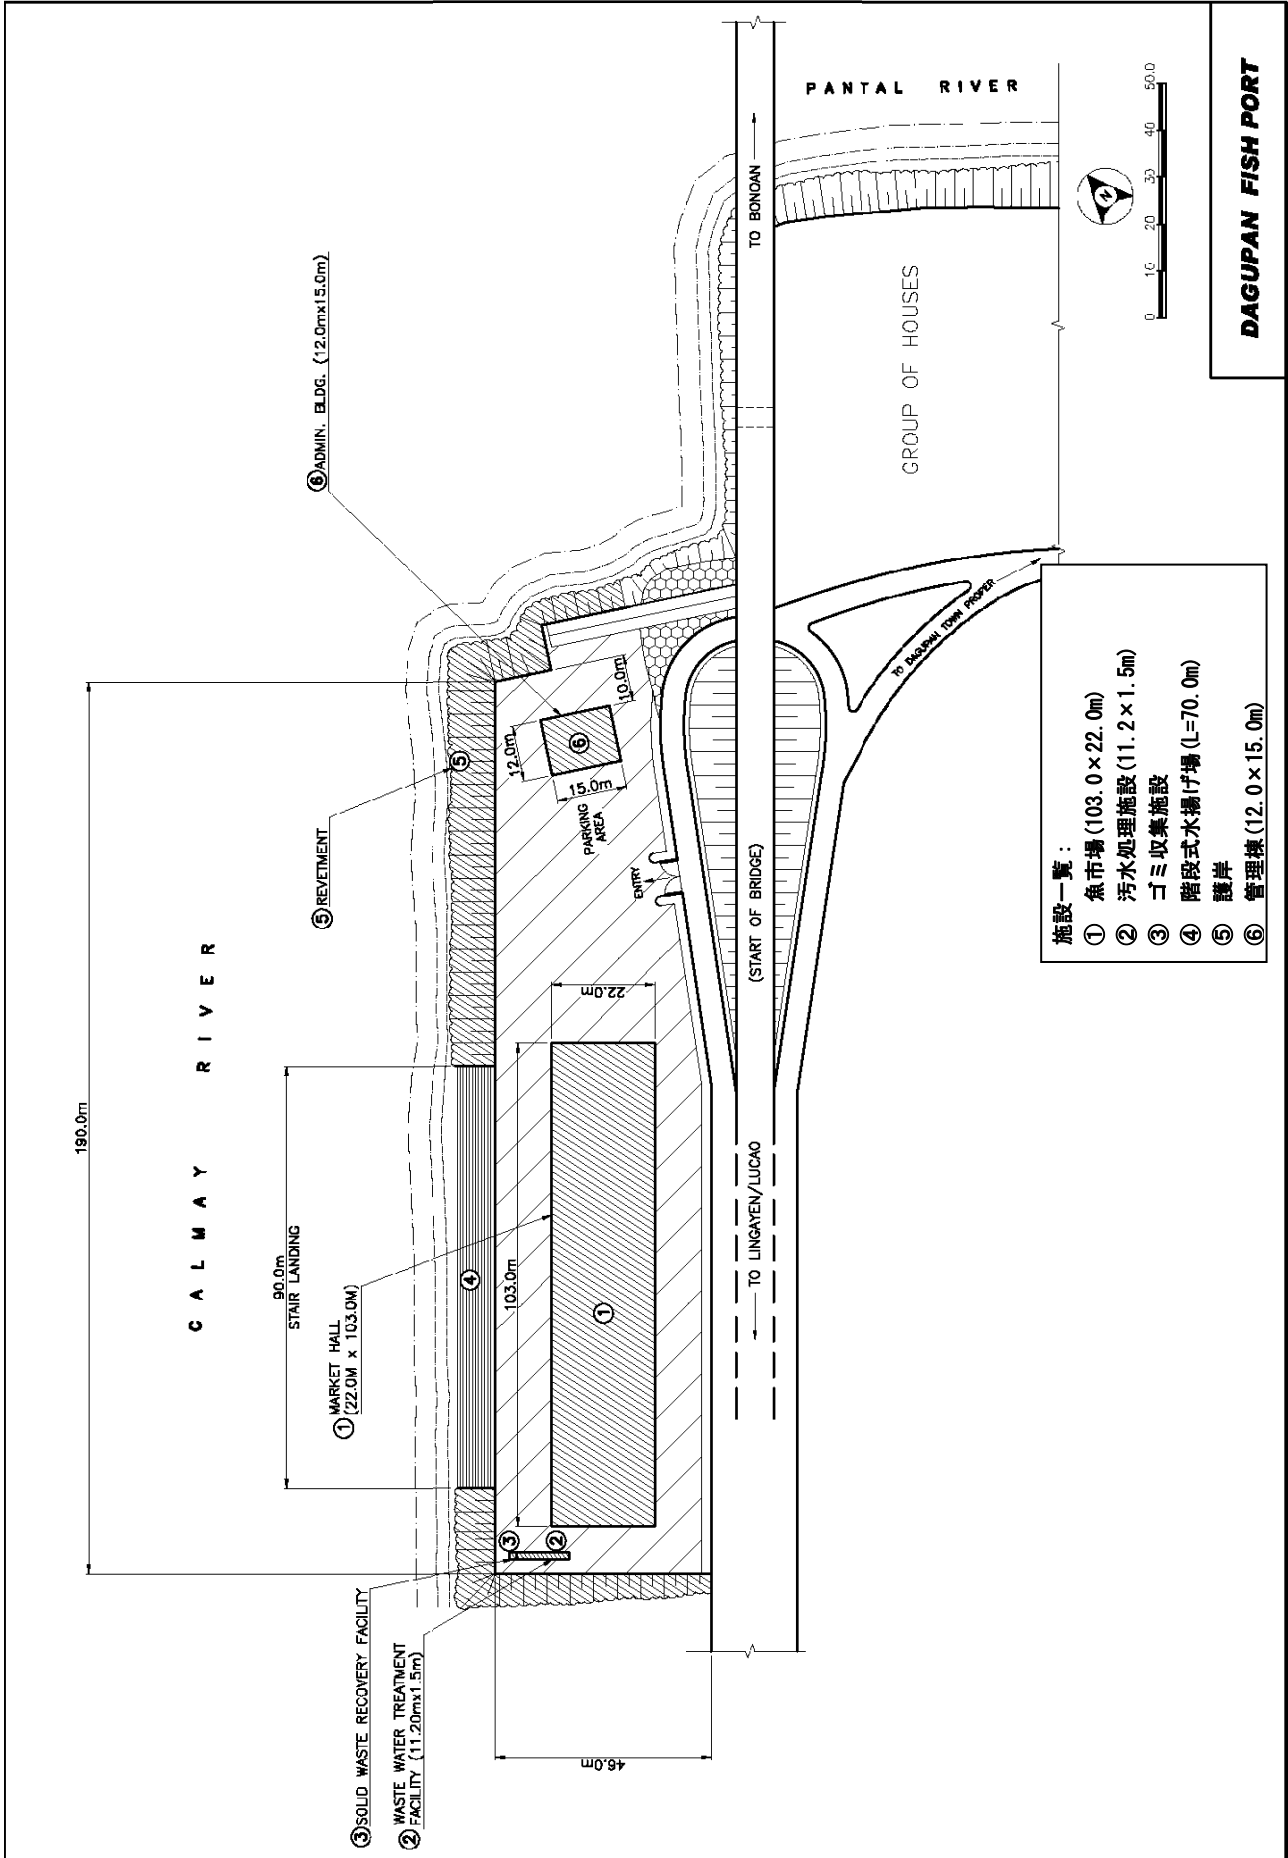 190.0m
C A L M A Y R I V E R
90.0m
STAIR LANDING
⑤REVETMENT
⑥ADMIN. BLDG. (12.0mx15.0m)
① MARKET HALL
(22.0M x 103.0M)
③SOLID WASTE RECOVERY FACILITY
② WASTE WATER TREATMENT
FACILITY (11.20mx1.5m)
④
⑤
③
②
103.0m
①
22.0m
46.0m
12.0m
⑥
15.0m
10.0m
PARKING
AREA
ENTRY
TO LINGAYEN/LUCAO
(START OF BRIDGE)
TO BONOAN
PANTAL RIVER
GROUP OF HOUSES
TO DAGUPAN TOWN PROPER
N
0 10 20 30 40 50.0
施設一覧：
① 魚市場(103.0×22.0m)
② 汚水処理施設(11.2×1.5m)
③ ゴミ収集施設
④ 階段式水揚げ場(L=70.0m)
⑤ 護岸
⑥ 管理棟(12.0×15.0m)
DAGUPAN FISH PORT